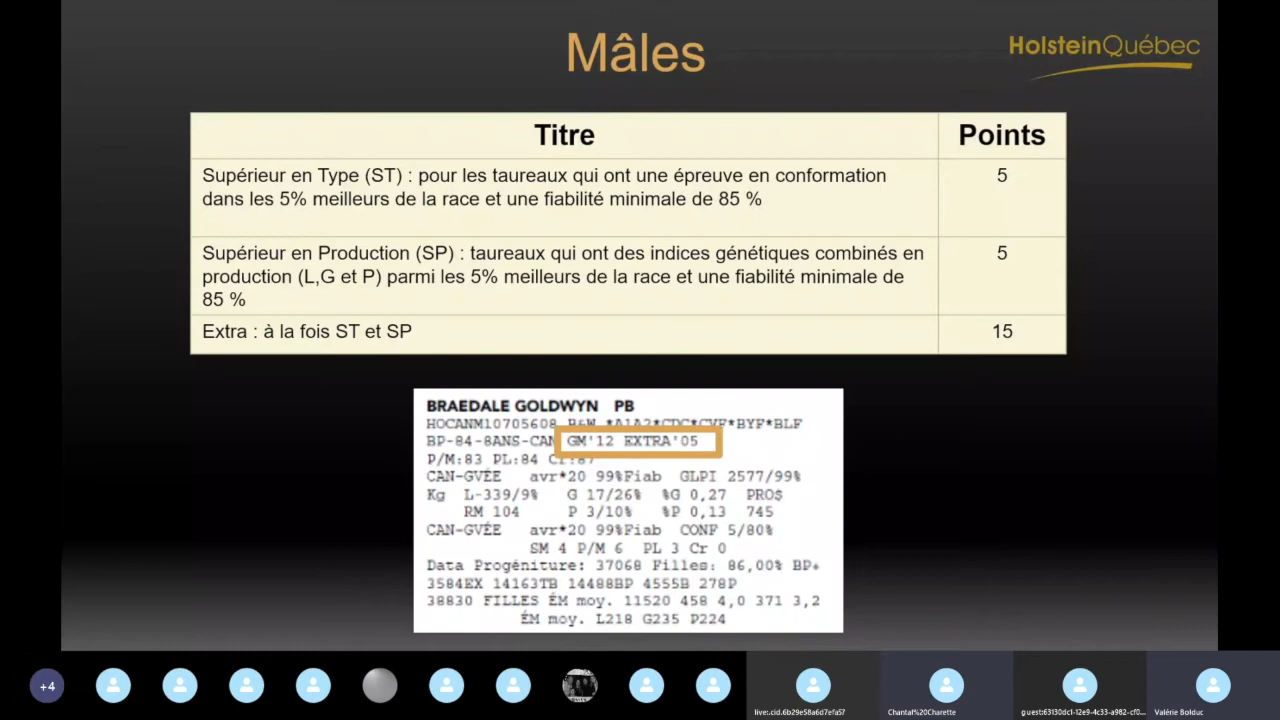 Mâles
HolsteinQuébec
Titre
Points
Supérieur en Type (ST) : pour les taureaux qui ont une épreuve en conformation
dans les 5% meilleurs de la race et une fiabilité minimale de 85 %
5
Supérieur en Production (SP) : taureaux qui ont des indices génétiques combinés en
production (L,G et P) parmi les 5% meilleurs de la race et une fiabilité minimale de
85 %
5
Extra : à la fois ST et SP
15
BRAEDALE GOLDWYN PB
HOCANM10705608 B&W *A1A2*CDC*CVF*BYF*BLF
BP-84-8ANS-CAN GM'12 EXTRA'05
P/M:83 PL:84 Cr:87
CAN-GVÉE avr*20 99%Fiab GLPI 2577/99%
Kg L-339/9% G 17/26% %G 0,27 PRO$
RM 104 P 3/10% %P 0,13 745
CAN-GVÉE avr*20 99%Fiab CONF 5/80%
SM 4 P/M 6 PL 3 Cr 0
Data Progéniture: 37068 Filles: 86,00% BP+
3584EX 14163TB 14488BP 4555B 278P
38830 FILLES ÉM moy. 11520 458 4,0 371 3,2
ÉM moy. L218 G235 P224
+4
Chantal%20Charette
Valérie Bolduc